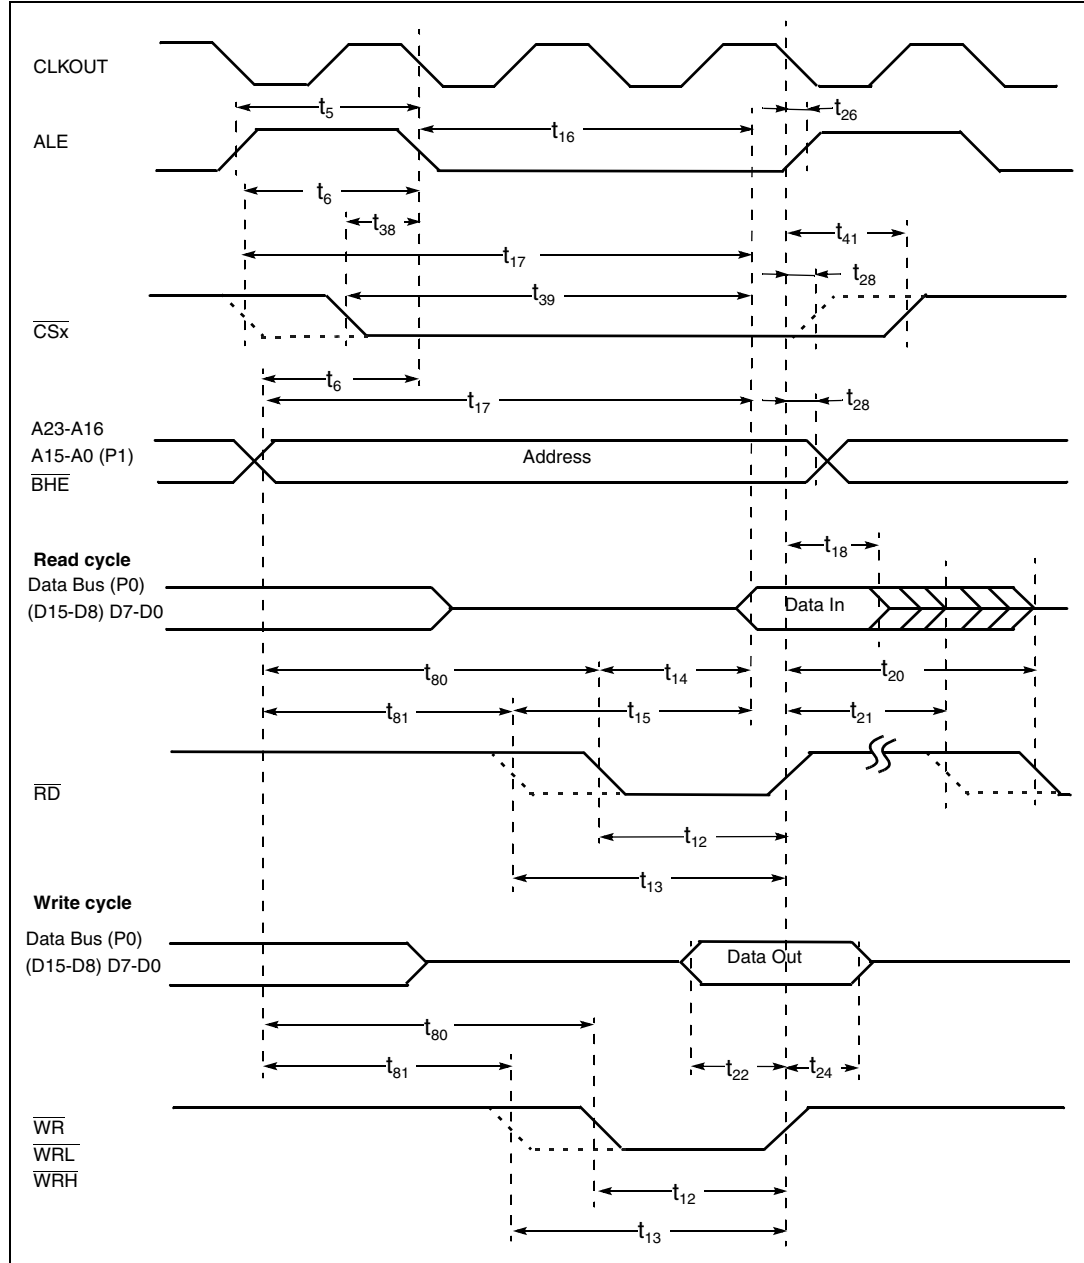 CLKOUT
t5
t26
t16
ALE
t6
t38
t41
t17
t28
t39
CSx
t6
t17
t28
A23-A16
A15-A0 (P1)
Address
BHE
t18
Read cycle
Data Bus (P0)
Data In
(D15-D8) D7-D0
t80
t14
t20
t81
t15
t21
RD
t12
t13
Write cycle
Data Bus (P0)
Data Out
(D15-D8) D7-D0
t80
t81
t22
t24
WR
WRL
WRH
t12
t13